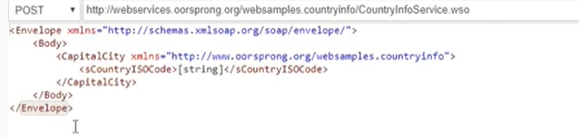 POST http://webservices.oorsprong.org/websamples.countryinfo/CountryInfoService.wso
<Envelope xmlns="http://schemas.xmlsoap.org/soap/envelope/">
<Body>
<CapitalCity xmlns="http://www.oorsprong.org/websamples.countryinfo">
<sCountryISOCode>[string]</sCountryISOCode>
</CapitalCity>
</Body>
</Envelope>